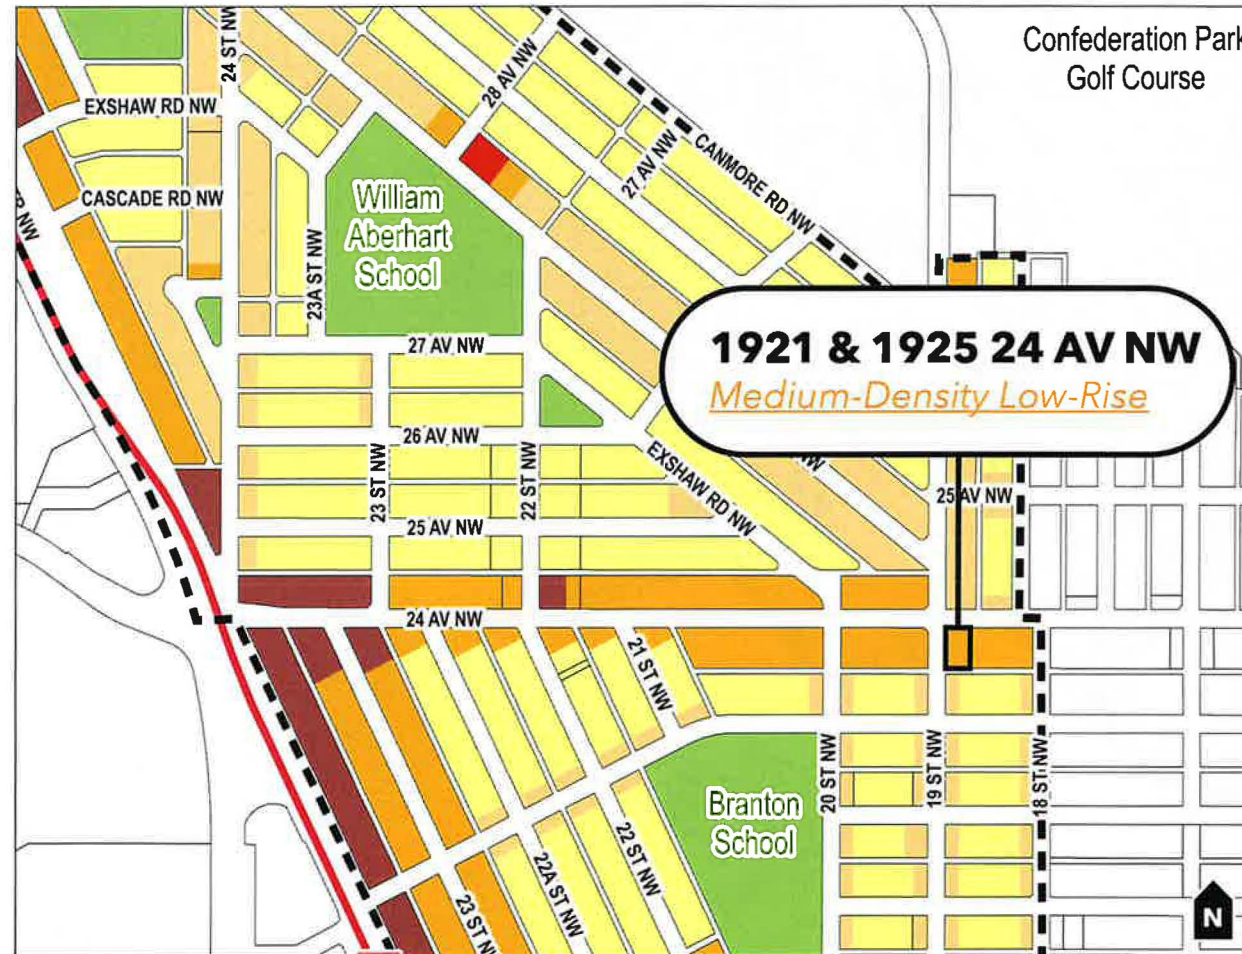 Confederation Park
Golf Course
24 ST NW
28 AV NW
EXSHAW RD NW
CANMORE RD NW
27 AV NW
William
Aberhart
School
CASCADE RD NW
23A ST NW
1921 & 1925 24 AV NW
Medium-Density Low-Rise
27 AV NW
26 AV NW
EXSHAW RD NW
23 ST NW
22 ST NW
25 AV NW
25 AV NW
24 AV NW
21 ST NW
20 ST NW
19 ST NW
18 ST NW
Branton
School
22A ST NW
22 ST NW
23 ST NW
N